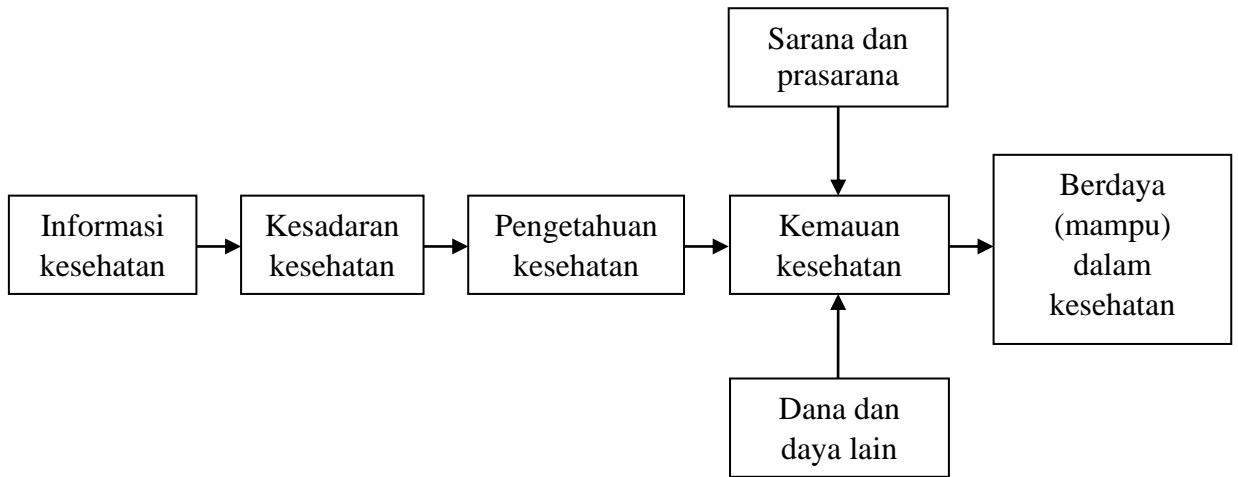 Sarana dan
prasarana
Informasi
kesehatan
Kesadaran
kesehatan
Pengetahuan
kesehatan
Kemauan
kesehatan
Berdaya
(mampu)
dalam
kesehatan
Dana dan
daya lain